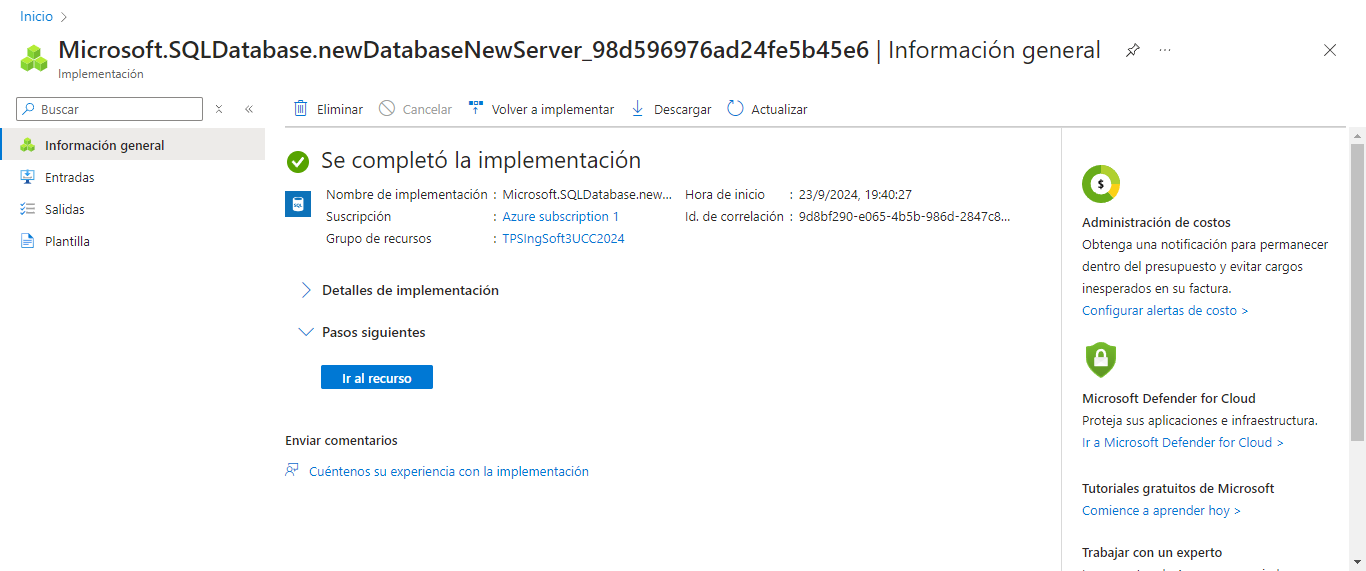 Inicio
Microsoft.SQLDatabase.newDatabaseNewServer_98d596976ad24fe5b45e6 | Información general
Implementación
Buscar
Eliminar Cancelar Volver a implementar Descargar Actualizar
Información general
Entradas
Salidas
Plantilla
Se completó la implementación
Nombre de implementación : Microsoft.SQLDatabase.new... Hora de inicio : 23/9/2024, 19:40:27
Suscripción : Azure subscription 1 Id. de correlación : 9d8bf290-e065-4b5b-986d-2847c8...
Grupo de recursos : TPSIngSoft3UCC2024
Detalles de implementación
Pasos siguientes
Ir al recurso
Enviar comentarios
Cuéntenos su experiencia con la implementación
Administración de costos
Obtenga una notificación para permanecer
dentro del presupuesto y evitar cargos
inesperados en su factura.
Configurar alertas de costo >
Microsoft Defender for Cloud
Proteja sus aplicaciones e infraestructura.
Ir a Microsoft Defender for Cloud >
Tutoriales gratuitos de Microsoft
Comience a aprender hoy >
Trabajar con un experto